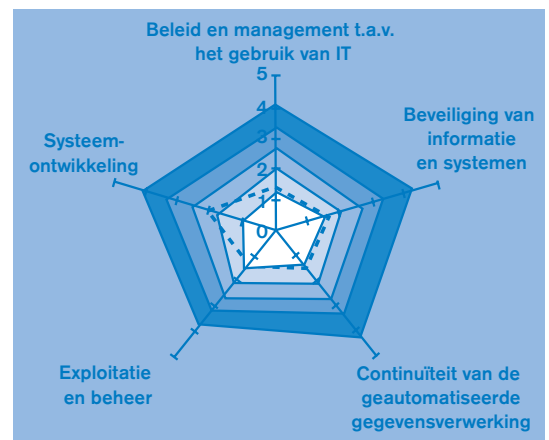 Beleid en management t.a.v.
het gebruik van IT
5
4
3
2
1
0
Beveiliging van
informatie
en systemen
Systeem-
ontwikkeling
Exploitatie
en beheer
Continuïteit van de
geautomatiseerde
gegevensverwerking